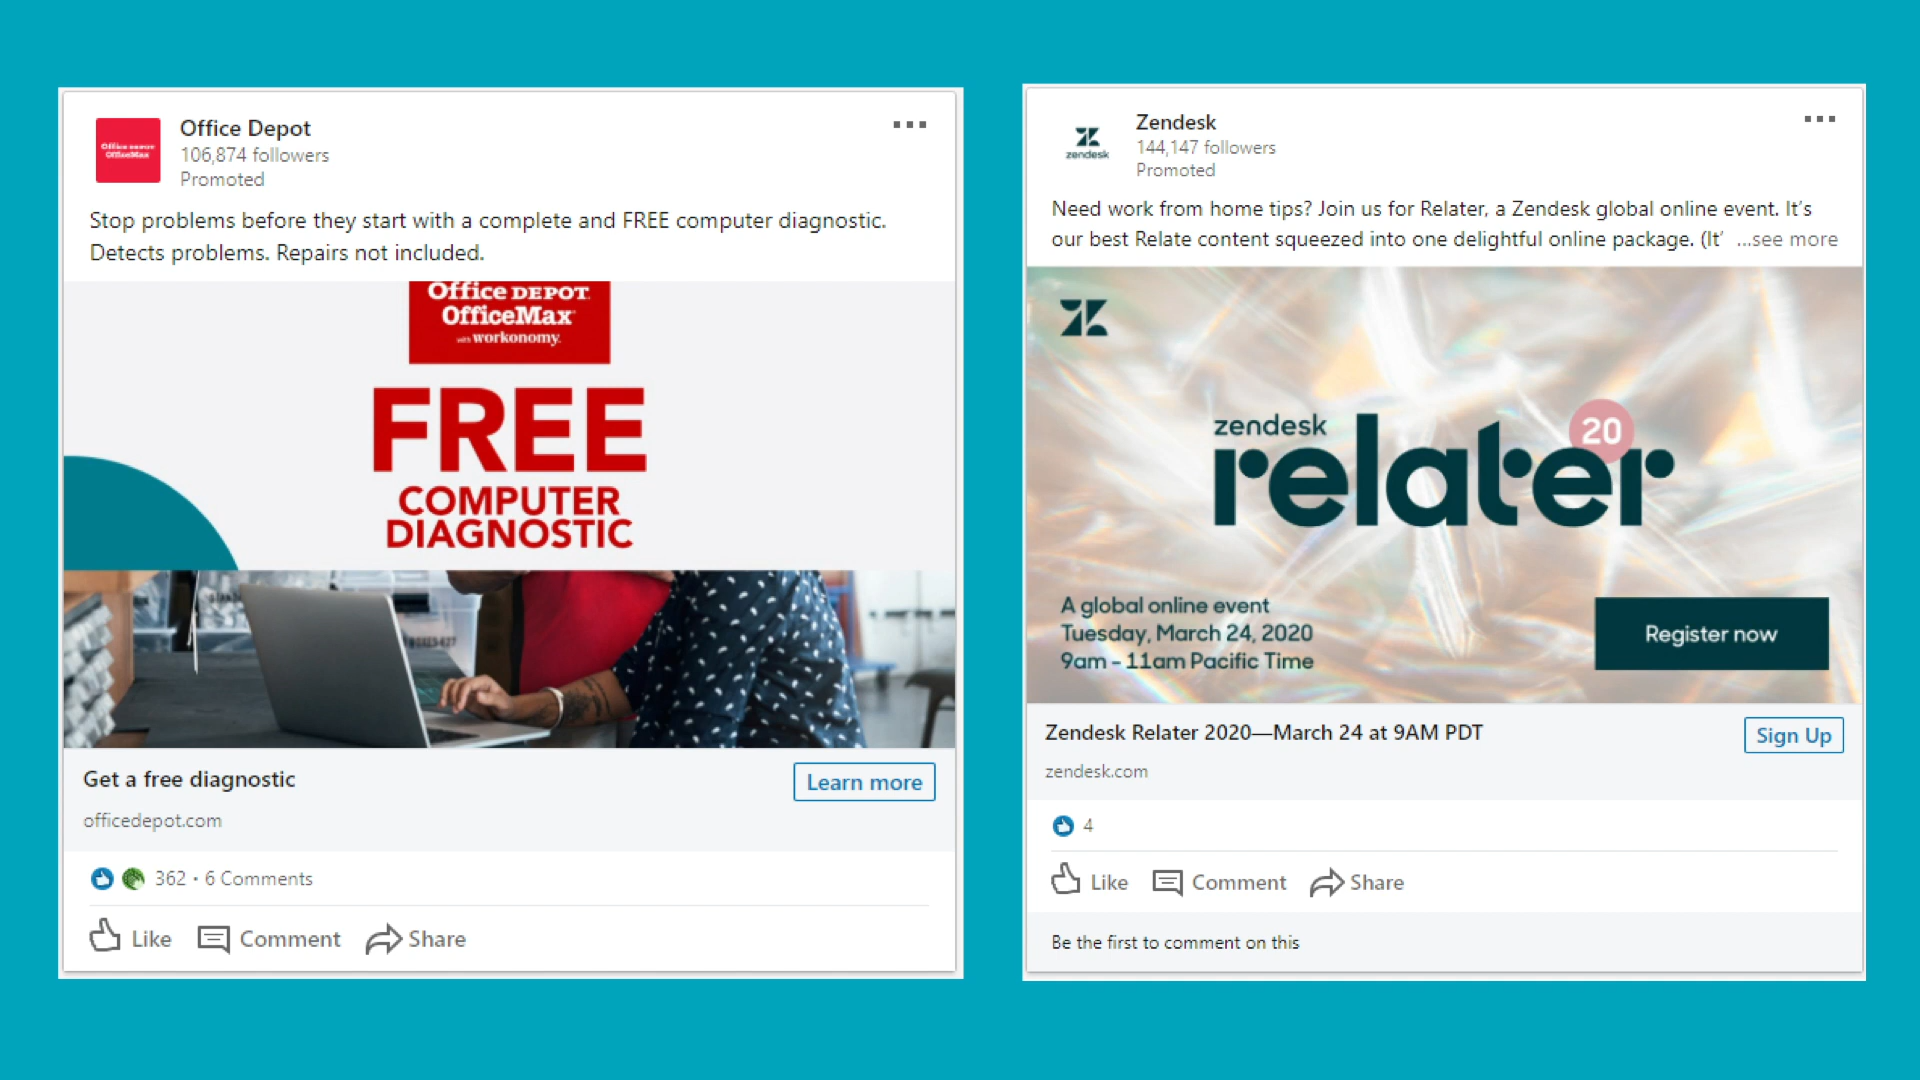 Office DEPOT
OfficeMax
Office Depot
106,874 followers
Promoted
Stop problems before they start with a complete and FREE computer diagnostic.
Detects problems. Repairs not included.
Office DEPOT
OfficeMax
with workonomy.
FREE
COMPUTER
DIAGNOSTIC
Get a free diagnostic
Learn more
officedepot.com
362 • 6 Comments
Like Comment Share
zendesk
Zendesk
144,147 followers
Promoted
Need work from home tips? Join us for Relater, a Zendesk global online event. It's
our best Relate content squeezed into one delightful online package. (It' ...see more
zendesk
relater
20
A global online event
Tuesday, March 24, 2020
9am - 11am Pacific Time
Register now
Zendesk Relater 2020—March 24 at 9AM PDT
Sign Up
zendesk.com
4
Like Comment Share
Be the first to comment on this